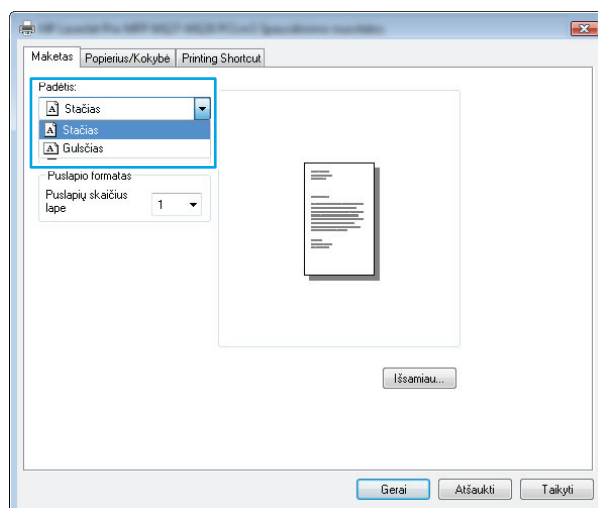 Maketas Popierius/Kokybė Printing Shortcut
Padėtis:
Stačias
Stačias
Gulsčias
Puslapio formatas
Puslapių skaičius
lape
1
Išsamiau...
Gerai Atšaukti Taikyti